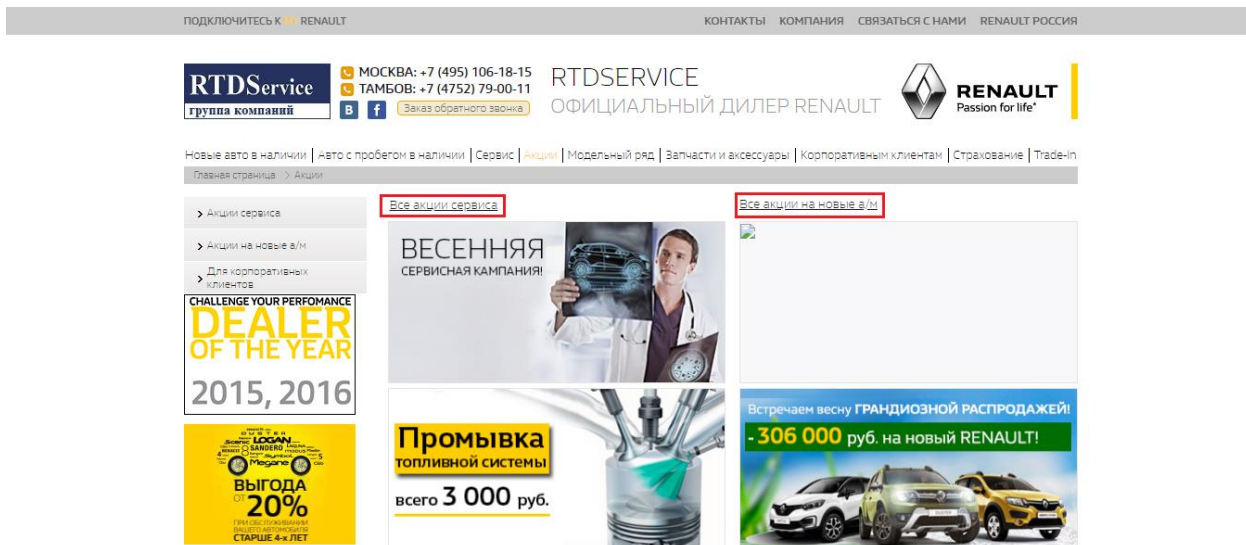 ПОДКЛЮЧИТЕСЬ К MY RENAULT
КОНТАКТЫ КОМПАНИЯ СВЯЗАТЬСЯ С НАМИ RENAULT РОССИЯ
RTDService
группа компаний
МОСКВА: +7 (495) 106-18-15
ТАМБОВ: +7 (4752) 79-00-11
В f Заказ обратного звонка
RTDSERVICE
ОФИЦИАЛЬНЫЙ ДИЛЕР RENAULT
RENAULT
Passion for life*
Новые авто в наличии | Авто с пробегом в наличии | Сервис | Акции | Модельный ряд | Запчасти и аксессуары | Корпоративным клиентам | Страхование | Trade-in
Главная страница > Акции
Акции сервиса
Акции на новые а/м
Для корпоративных
клиентов
CHALLENGE YOUR PERFOMANCE
DEALER
OF THE YEAR
2015, 2016
DUSTER
Scenic LOGAN
SANDERO
Symbol
Megane
Clio
ВЫГОДА
ОТ 20%
ПРИ ОБСЛУЖИВАНИИ
ВАШЕГО АВТОМОБИЛЯ
СТАРШЕ 4-х ЛЕТ
Все акции сервиса
ВЕСЕННЯЯ
СЕРВИСНАЯ КАМПАНИЯ!
Промывка
топливной системы
всего 3 000 руб.
Все акции на новые а/м
Встречаем весну ГРАНДИОЗНОЙ РАСПРОДАЖЕЙ!
- 306 000 руб. на новый RENAULT!